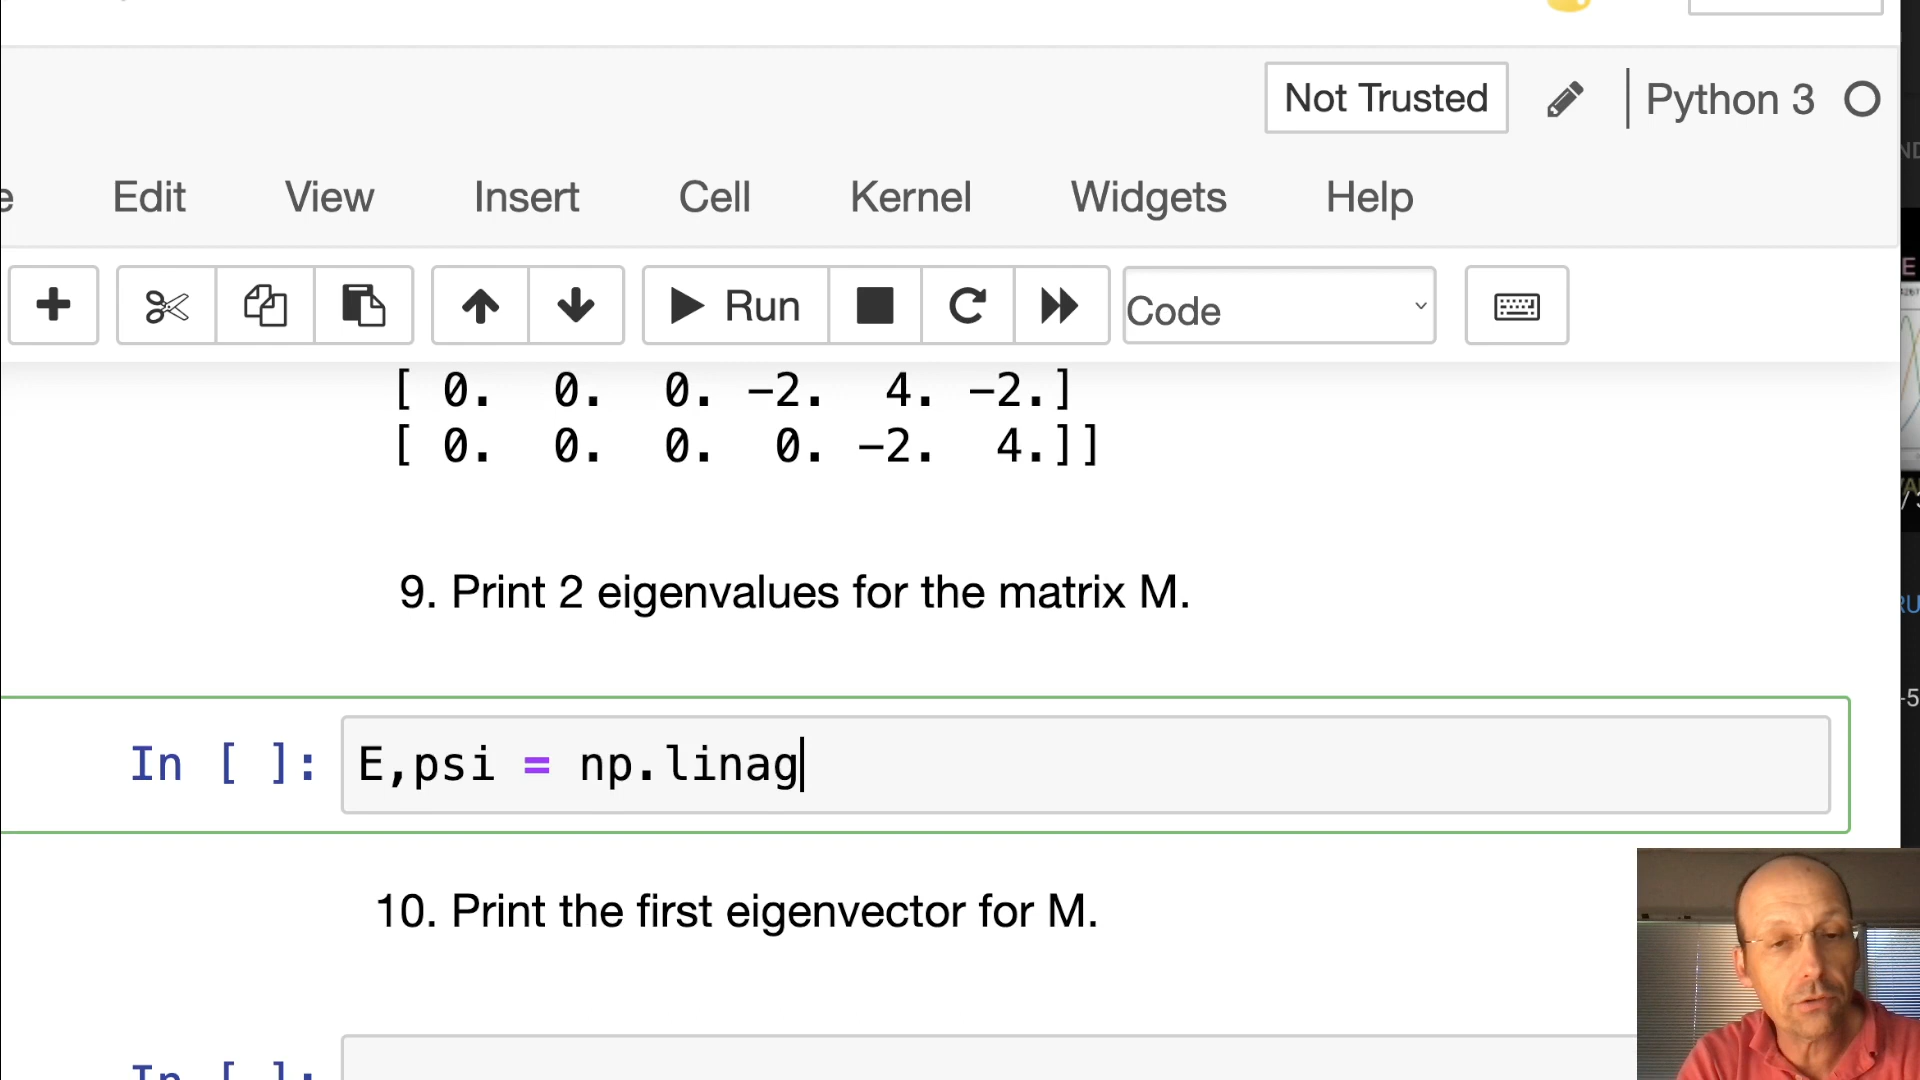 Not Trusted Python 3
e Edit View Insert Cell Kernel Widgets Help
Run Code
[ 0. 0. 0. -2. 4. -2.]
[ 0. 0. 0. 0. -2. 4.]]
9. Print 2 eigenvalues for the matrix M.
In [ ]: E,psi = np.linag
10. Print the first eigenvector for M.
In [ ]: